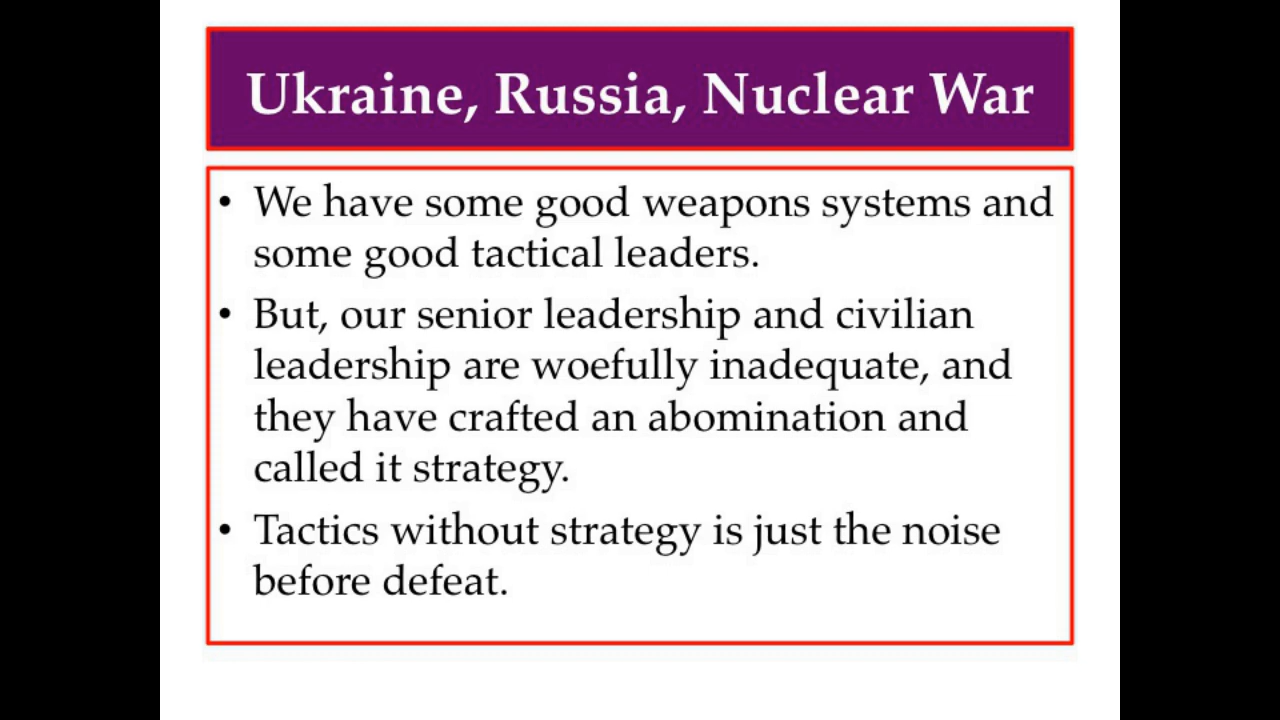 Ukraine, Russia, Nuclear War
• We have some good weapons systems and
some good tactical leaders.
• But, our senior leadership and civilian
leadership are woefully inadequate, and
they have crafted an abomination and
called it strategy.
• Tactics without strategy is just the noise
before defeat.